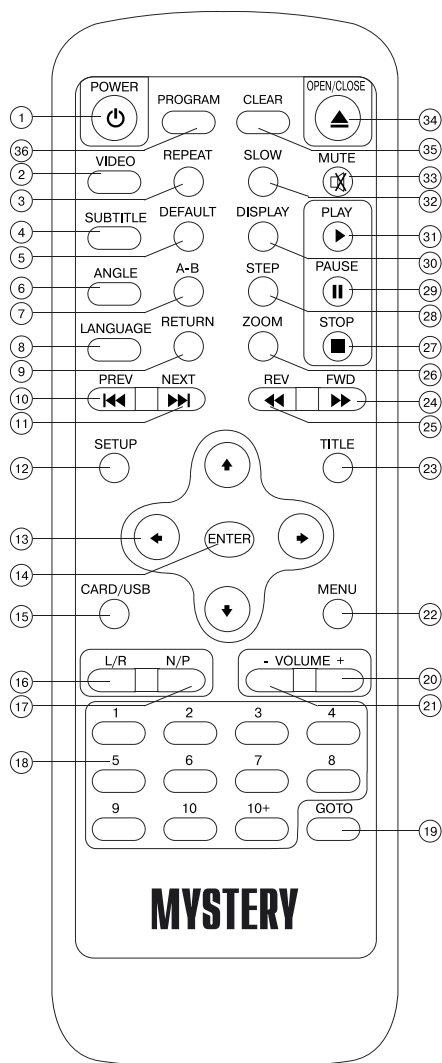 POWER
OPEN/CLOSE
PROGRAM CLEAR
1
34
36
35
VIDEO REPEAT SLOW MUTE
2
33
3
32
SUBTITLE DEFAULT DISPLAY PLAY
4
31
5
30
ANGLE A-B STEP PAUSE
6
29
7
28
LANGUAGE RETURN ZOOM STOP
8
27
9
26
PREV NEXT REV FWD
10
24
11
25
SETUP TITLE
12
23
13
ENTER
14
CARD/USB MENU
15
22
L/R N/P - VOLUME +
16
20
17
21
1 2 3 4
18
5 6 7 8
9 10 10+ GOTO
19
MYSTERY